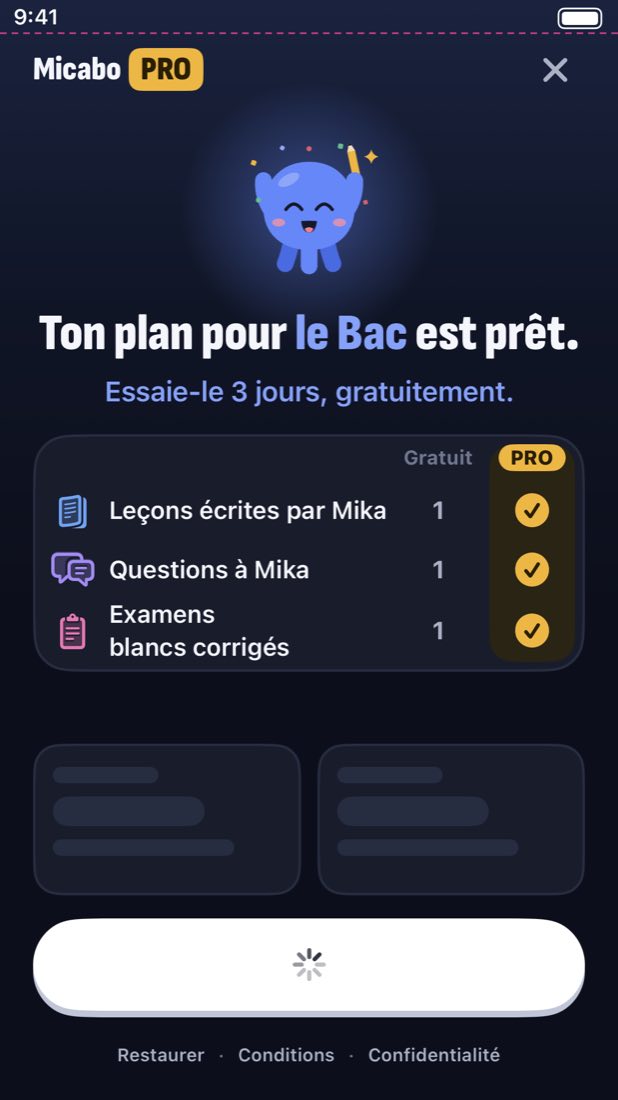 9:41
Micabo PRO
Ton plan pour le Bac est prêt.
Essaie-le 3 jours, gratuitement.
Gratuit PRO
Leçons écrites par Mika 1
Questions à Mika 1
Examens
blancs corrigés 1
Restaurer · Conditions · Confidentialité